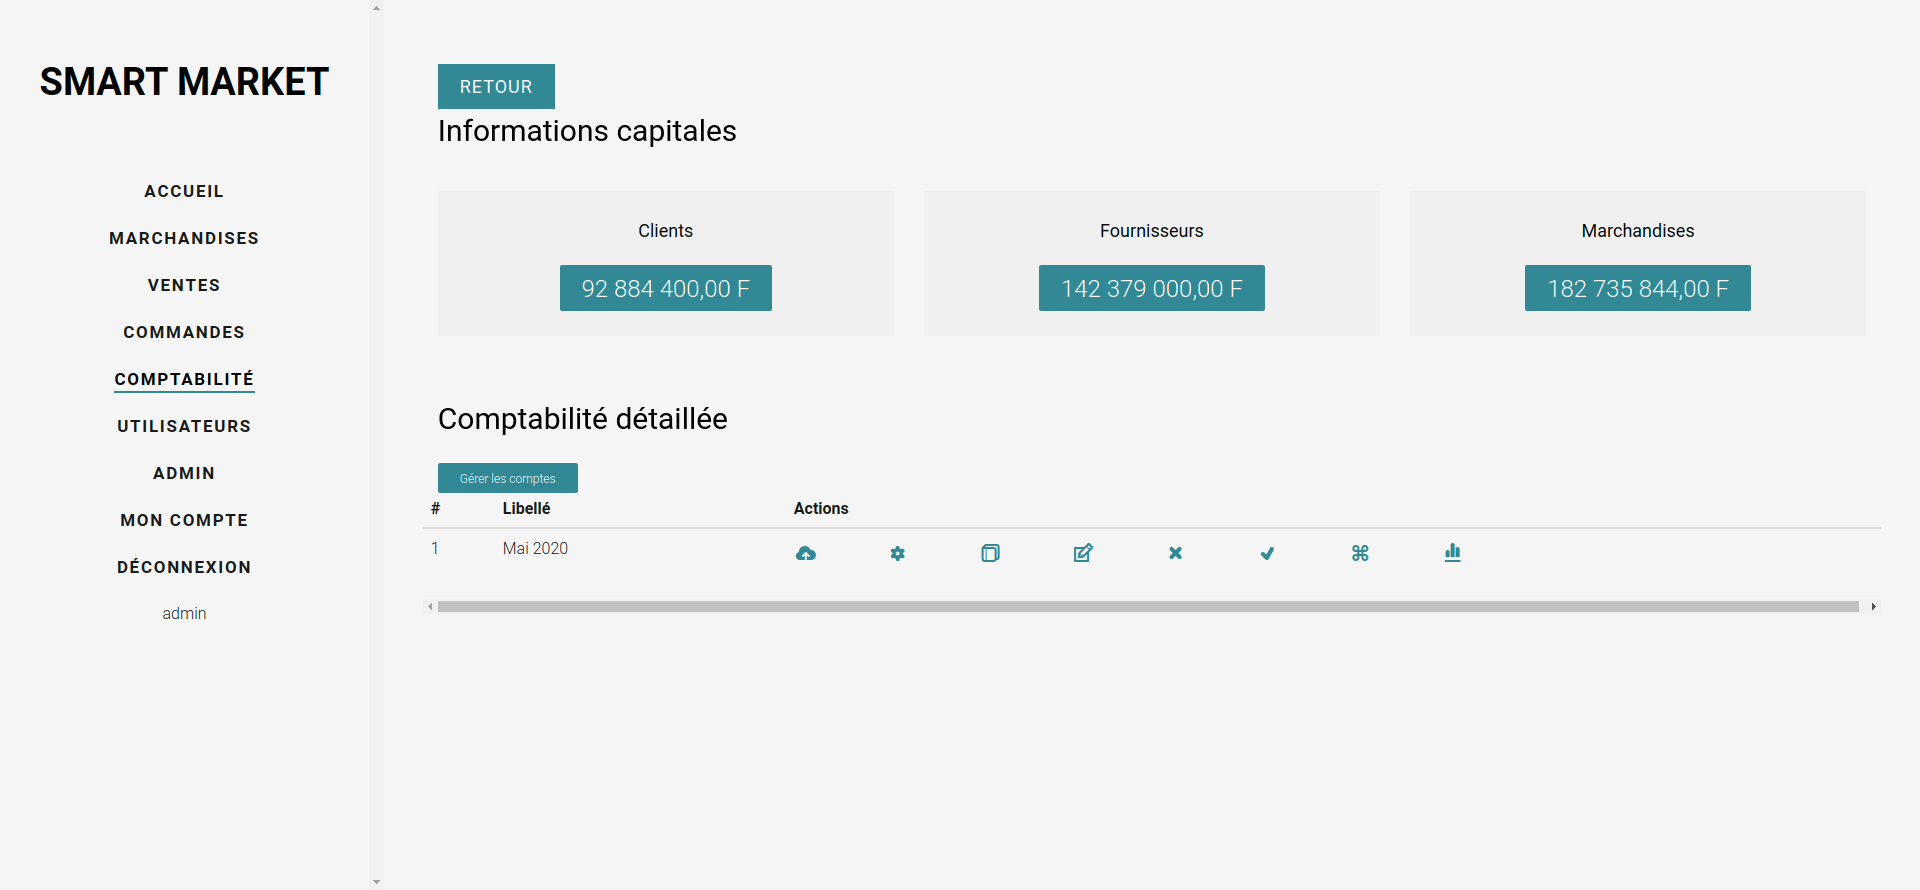 SMART MARKET
ACCUEIL
MARCHANDISES
VENTES
COMMANDES
COMPTABILITÉ
UTILISATEURS
ADMIN
MON COMPTE
DÉCONNEXION
admin
RETOUR
Informations capitales
Clients
92 884 400,00 F
Fournisseurs
142 379 000,00 F
Marchandises
182 735 844,00 F
Comptabilité détaillée
Gérer les comptes
# Libellé Actions
1 Mai 2020